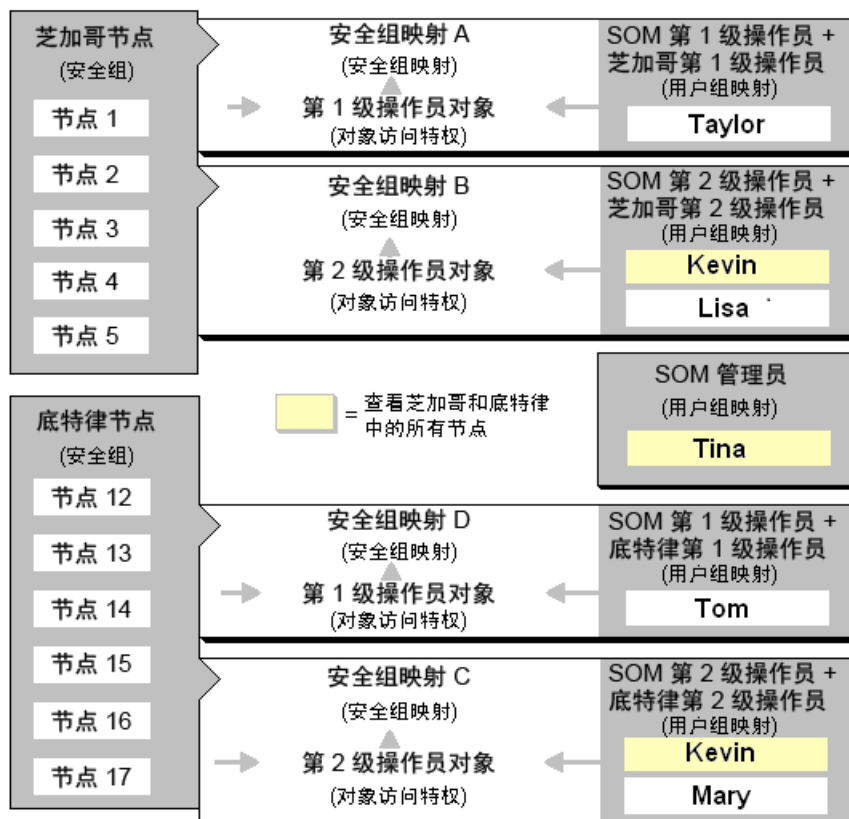 芝加哥节点
(安全组)
节点 1
节点 2
节点 3
节点 4
节点 5
安全组映射 A
(安全组映射)
第 1 级操作员对象
(对象访问特权)
SOM 第 1 级操作员 +
芝加哥第 1 级操作员
(用户组映射)
Taylor
安全组映射 B
(安全组映射)
第 2 级操作员对象
(对象访问特权)
SOM 第 2 级操作员 +
芝加哥第 2 级操作员
(用户组映射)
Kevin
Lisa
= 查看芝加哥和底特律
中的所有节点
SOM 管理员
(用户组映射)
Tina
底特律节点
(安全组)
节点 12
节点 13
节点 14
节点 15
节点 16
节点 17
安全组映射 D
(安全组映射)
第 1 级操作员对象
(对象访问特权)
SOM 第 1 级操作员 +
底特律第 1 级操作员
(用户组映射)
Tom
安全组映射 C
(安全组映射)
第 2 级操作员对象
(对象访问特权)
SOM 第 2 级操作员 +
底特律第 2 级操作员
(用户组映射)
Kevin
Mary